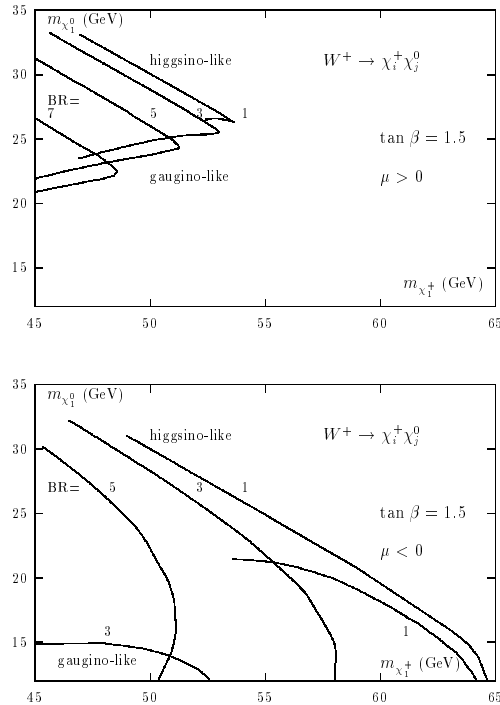 m_{χ_1^0} (GeV)
35
higgsino-like
W^+ → χ_i^+ χ_j^0
30
BR=
7 5 3 1
25
tan β = 1.5
gaugino-like
μ > 0
20
15
m_{χ_1^+} (GeV)
45 50 55 60 65
35
m_{χ_1^0} (GeV)
higgsino-like
W^+ → χ_i^+ χ_j^0
30
BR= 5 3 1
25
tan β = 1.5
μ < 0
20
3 1
15
gaugino-like
m_{χ_1^+} (GeV)
45 50 55 60 65